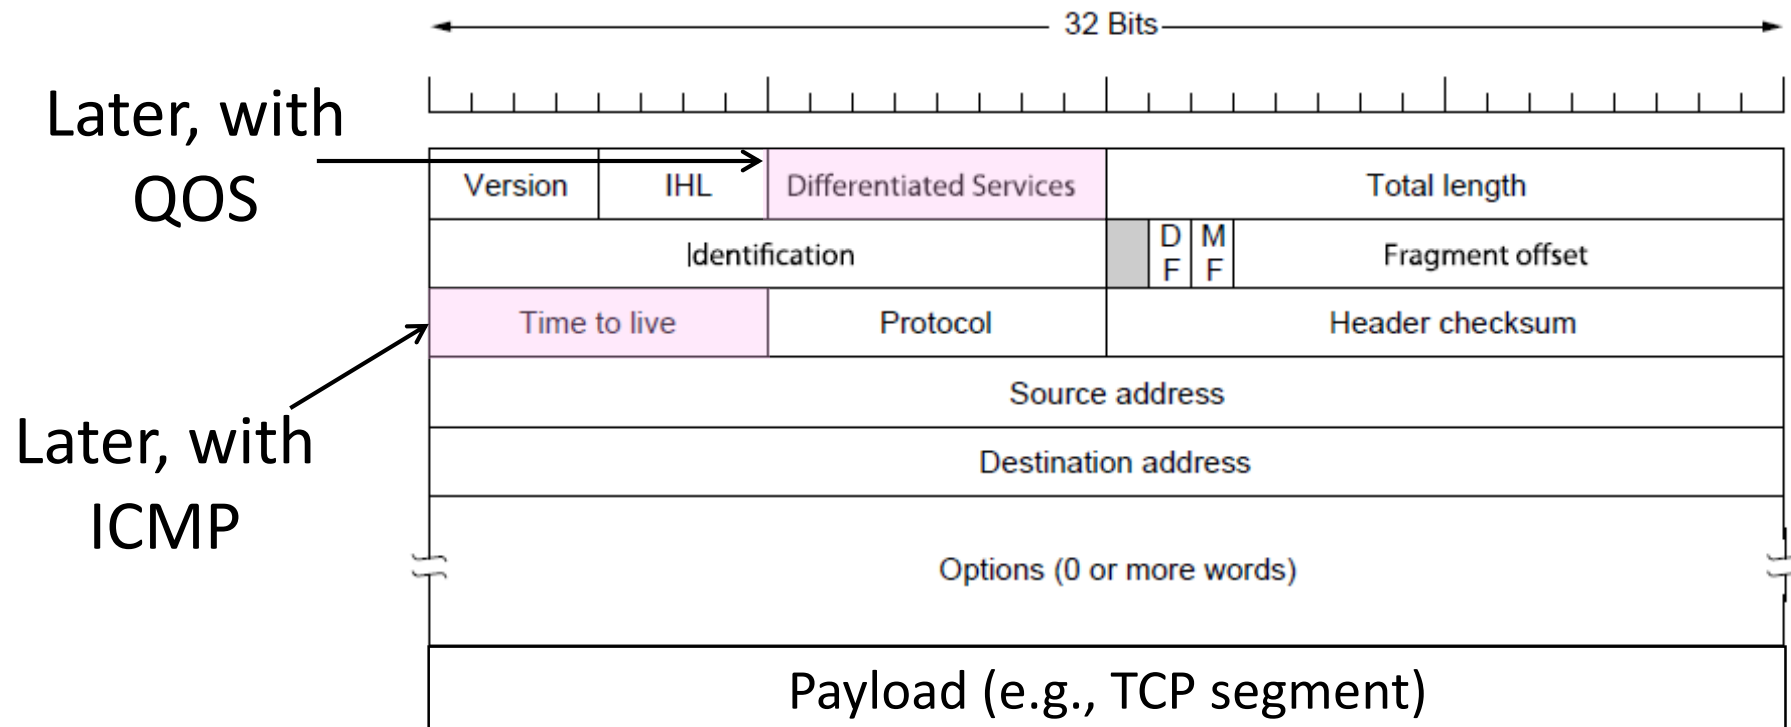 32 Bits
Later, with
QOS
Version IHL Differentiated Services Total length
Identification D F M F Fragment offset
Time to live Protocol Header checksum
Source address
Later, with
ICMP
Destination address
Options (0 or more words)
Payload (e.g., TCP segment)